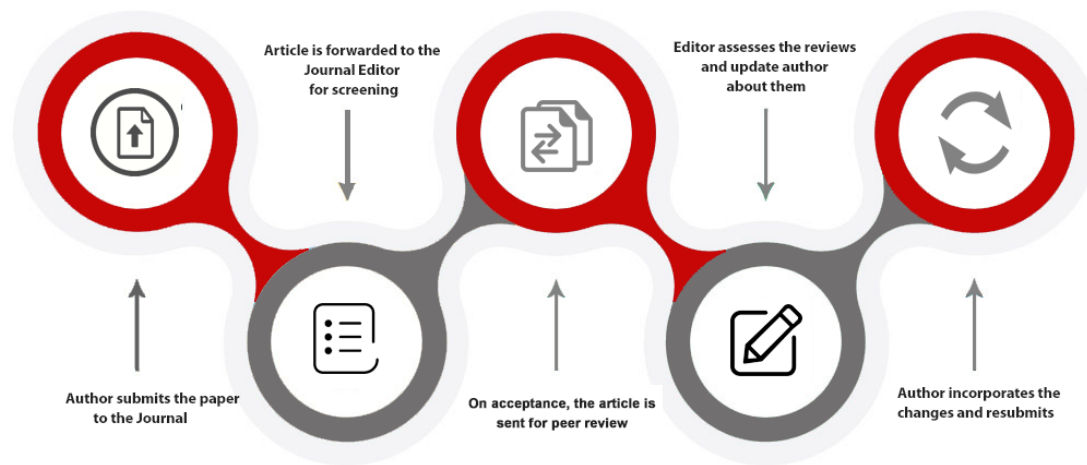 Author submits the paper
to the Journal
Article is forwarded to the
Journal Editor
for screening
On acceptance, the article is
sent for peer review
Editor assesses the reviews
and update author
about them
Author incorporates the
changes and resubmits